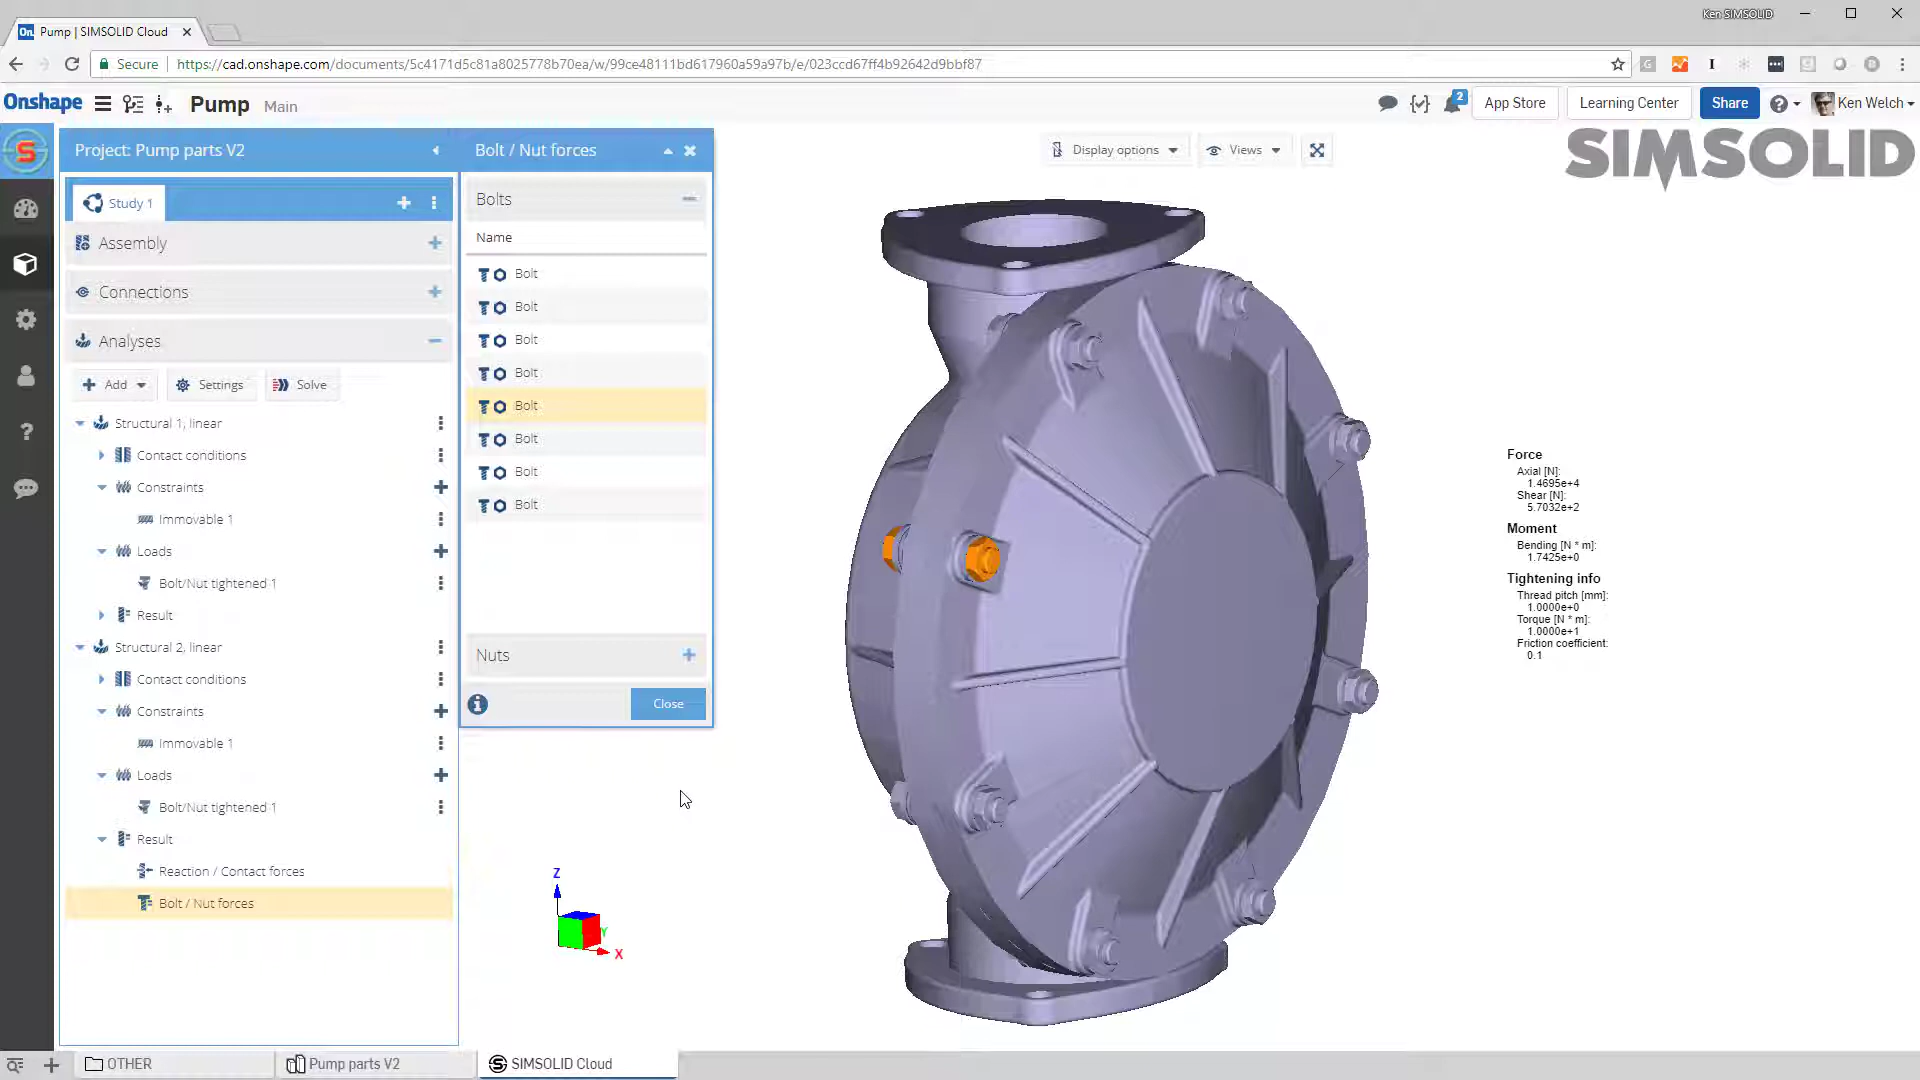 Ken SIMSOLID
On. Pump | SIMSOLID Cloud
Secure https://cad.onshape.com/documents/5c4171d5c81a8025778b70ea/w/99ce48111bd617960a59a97b/e/023ccd67ff4b92642d9bbf87
Onshape Pump Main 2 App Store Learning Center Share Ken Welch
S
Project: Pump parts V2
Bolt / Nut forces
Display options
Views
SIMSOLID
Study 1
Assembly
Connections
Analyses
Add
Settings
Solve
Structural 1, linear
Contact conditions
Constraints
Immovable 1
Loads
Bolt/Nut tightened 1
Result
Structural 2, linear
Contact conditions
Constraints
Immovable 1
Loads
Bolt/Nut tightened 1
Result
Reaction / Contact forces
Bolt / Nut forces
Bolts
Name
Bolt
Bolt
Bolt
Bolt
Bolt
Bolt
Bolt
Bolt
Nuts
Close
Z
Y
X
Force
Axial [N]:
1.4695e+4
Shear [N]:
5.7032e+2
Moment
Bending [N * m]:
1.7425e+0
Tightening info
Thread pitch [mm]:
1.0000e+0
Torque [N * m]:
1.0000e+1
Friction coefficient:
0.1
OTHER
Pump parts V2
SIMSOLID Cloud